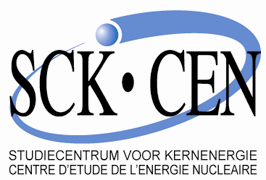 SCK•CEN
STUDIECENTRUM VOOR KERNENERGIE
CENTRE D'ETUDE DE L'ENERGIE NUCLEAIRE